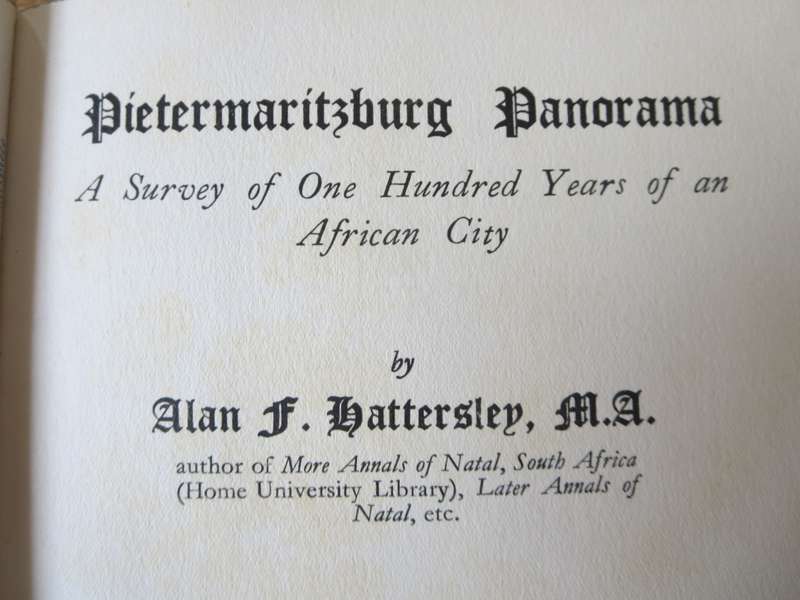 Pietermaritzburg Panorama
A Survey of One Hundred Years of an
African City
by
Alan F. Hattersley, M.A.
author of More Annals of Natal, South Africa
(Home University Library), Later Annals of
Natal, etc.